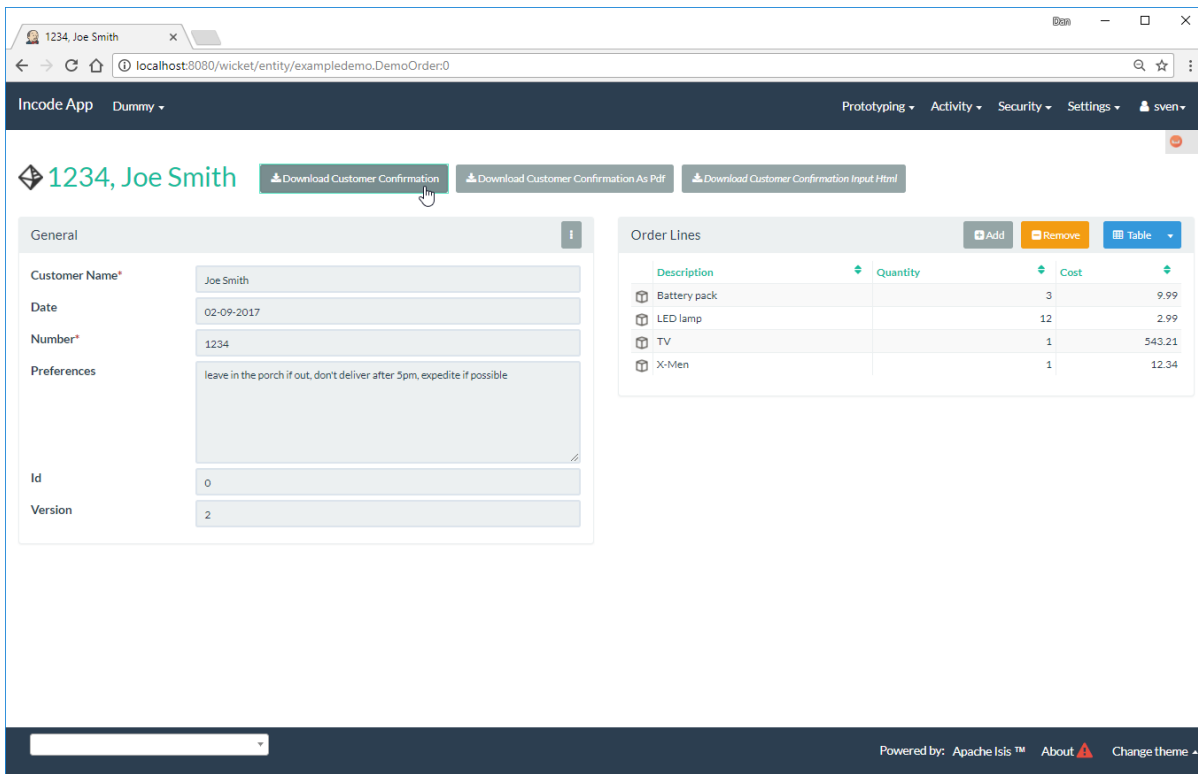 1234, Joe Smith
Dan
localhost:8080/wicket/entity/exampledemo.DemoOrder:0
Incode App Dummy Prototyping Activity Security Settings sven
1234, Joe Smith Download Customer Confirmation Download Customer Confirmation As Pdf Download Customer Confirmation Input Html
General
Customer Name* Joe Smith
Date 02-09-2017
Number* 1234
Preferences leave in the porch if out, don't deliver after 5pm, expedite if possible
Id 0
Version 2
Order Lines Add Remove Table
Description Quantity Cost
Battery pack 3 9.99
LED lamp 12 2.99
TV 1 543.21
X-Men 1 12.34
Powered by: Apache Isis ™ About Change theme